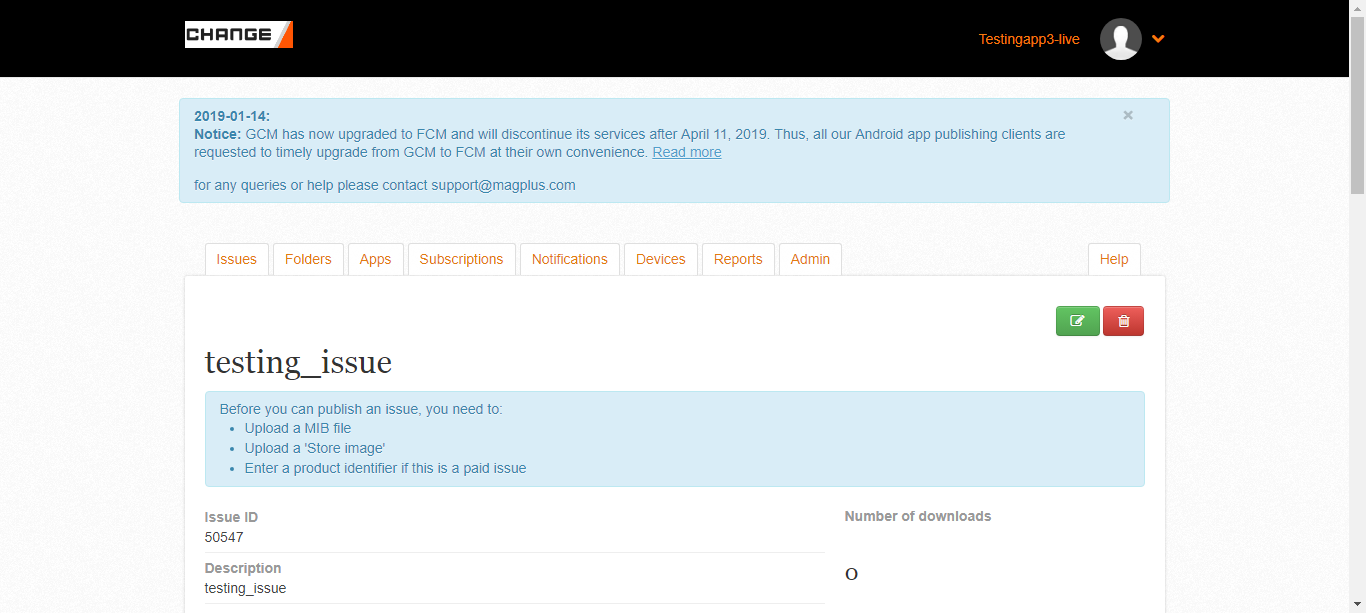 CHANGE
Testingapp3-live
2019-01-14:
Notice: GCM has now upgraded to FCM and will discontinue its services after April 11, 2019. Thus, all our Android app publishing clients are
requested to timely upgrade from GCM to FCM at their own convenience. Read more
for any queries or help please contact support@magplus.com
Issues Folders Apps Subscriptions Notifications Devices Reports Admin Help
testing_issue
Before you can publish an issue, you need to:
• Upload a MIB file
• Upload a 'Store image'
• Enter a product identifier if this is a paid issue
Issue ID
50547
Description
testing_issue
Number of downloads
0